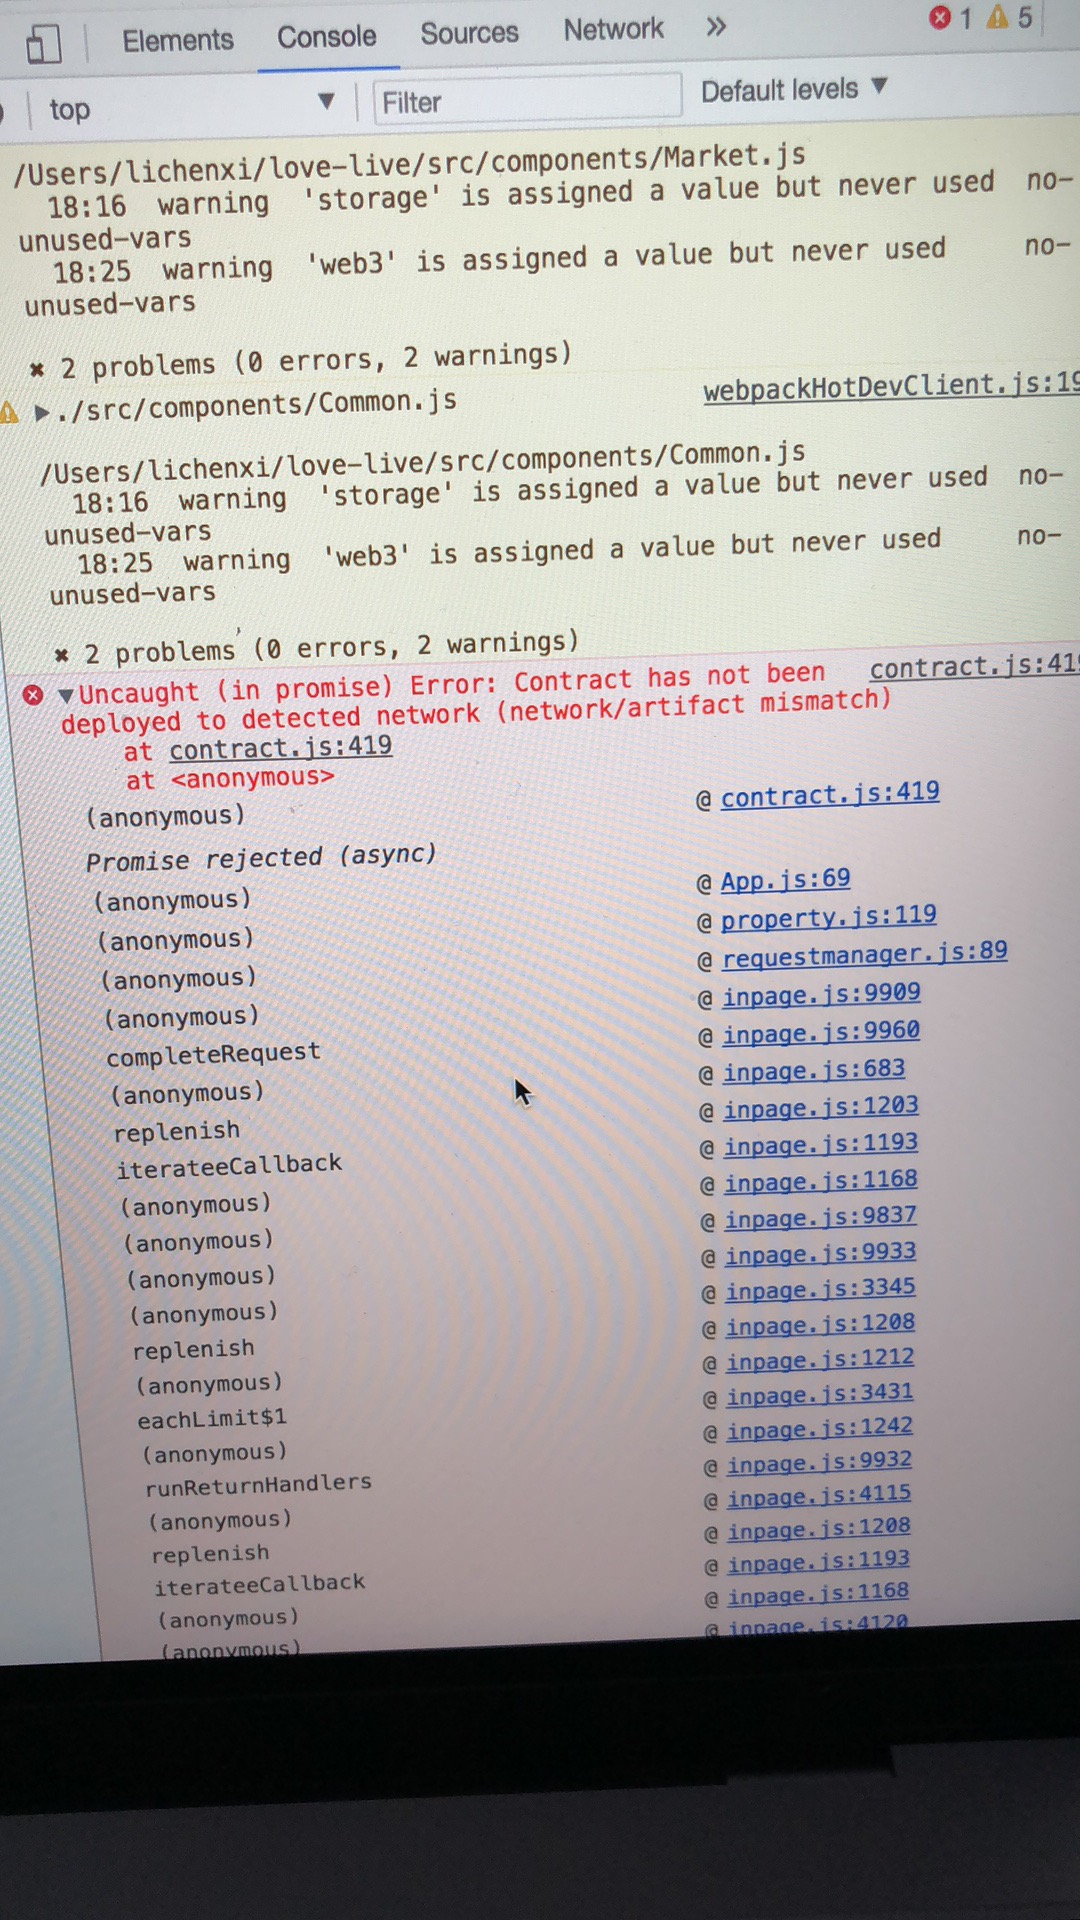 Elements Console Sources Network » 1 5
top ▼ Filter Default levels ▼
/Users/lichenxi/love-live/src/components/Market.js
18:16 warning 'storage' is assigned a value but never used no-
unused-vars
18:25 warning 'web3' is assigned a value but never used no-
unused-vars
✖ 2 problems (0 errors, 2 warnings)
▶./src/components/Common.js webpackHotDevClient.js:19
/Users/lichenxi/love-live/src/components/Common.js
18:16 warning 'storage' is assigned a value but never used no-
unused-vars
18:25 warning 'web3' is assigned a value but never used no-
unused-vars
✖ 2 problems (0 errors, 2 warnings)
▼Uncaught (in promise) Error: Contract has not been contract.js:419
deployed to detected network (network/artifact mismatch)
at contract.js:419
at <anonymous>
(anonymous) @ contract.js:419
Promise rejected (async)
(anonymous) @ App.js:69
(anonymous) @ property.js:119
(anonymous) @ requestmanager.js:89
(anonymous) @ inpage.js:9909
completeRequest @ inpage.js:9960
(anonymous) @ inpage.js:683
replenish @ inpage.js:1203
iterateeCallback @ inpage.js:1193
(anonymous) @ inpage.js:1168
(anonymous) @ inpage.js:9837
(anonymous) @ inpage.js:9933
(anonymous) @ inpage.js:3345
replenish @ inpage.js:1208
(anonymous) @ inpage.js:1212
eachLimit$1 @ inpage.js:3431
(anonymous) @ inpage.js:1242
runReturnHandlers @ inpage.js:9932
(anonymous) @ inpage.js:4115
replenish @ inpage.js:1208
iterateeCallback @ inpage.js:1193
(anonymous) @ inpage.js:1168
(anonymous) @ inpage.js:4120